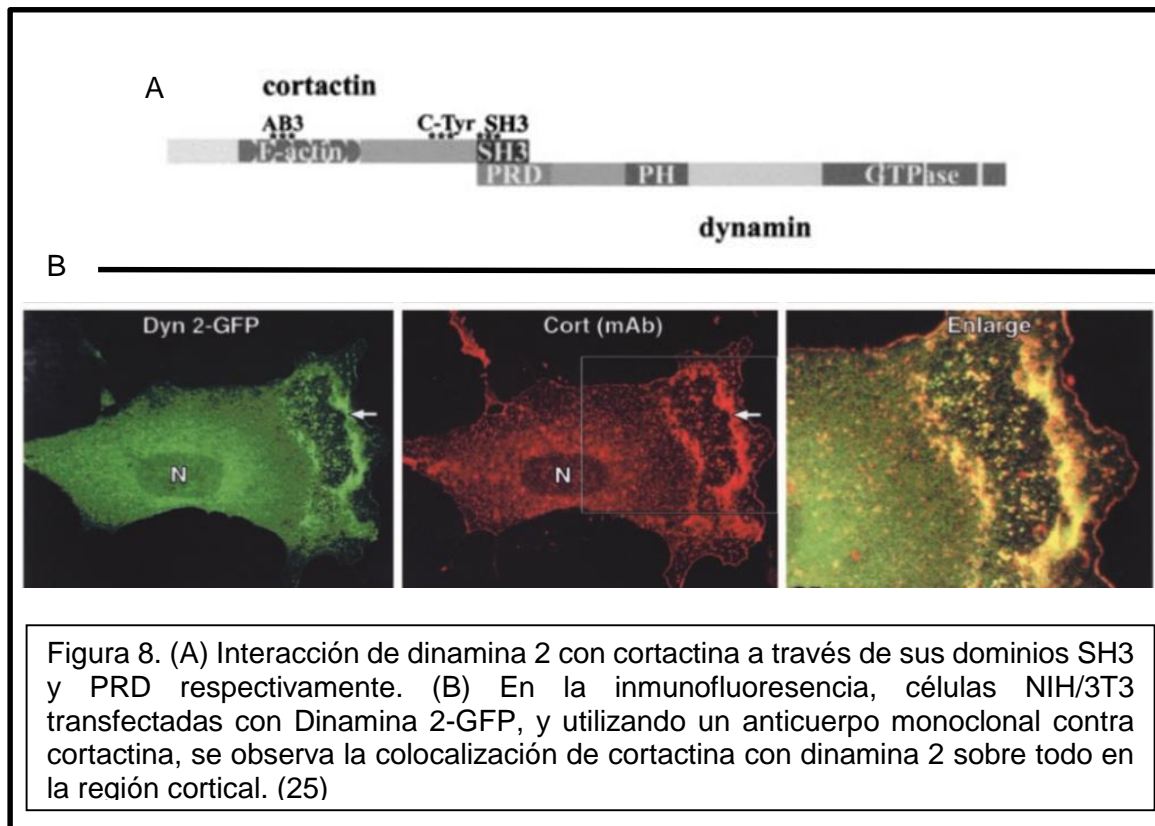 A
cortactin
AB3 C-Tyr SH3
F-actin SH3
PRD PH GTPase
dynamin
B
Dyn 2-GFP Cort (mAb) Enlarge
N N
Figura 8. (A) Interacción de dinamina 2 con cortactina a través de sus dominios SH3
y PRD respectivamente. (B) En la inmunofluoresencia, células NIH/3T3
transfectadas con Dinamina 2-GFP, y utilizando un anticuerpo monoclonal contra
cortactina, se observa la colocalización de cortactina con dinamina 2 sobre todo en
la región cortical. (25)